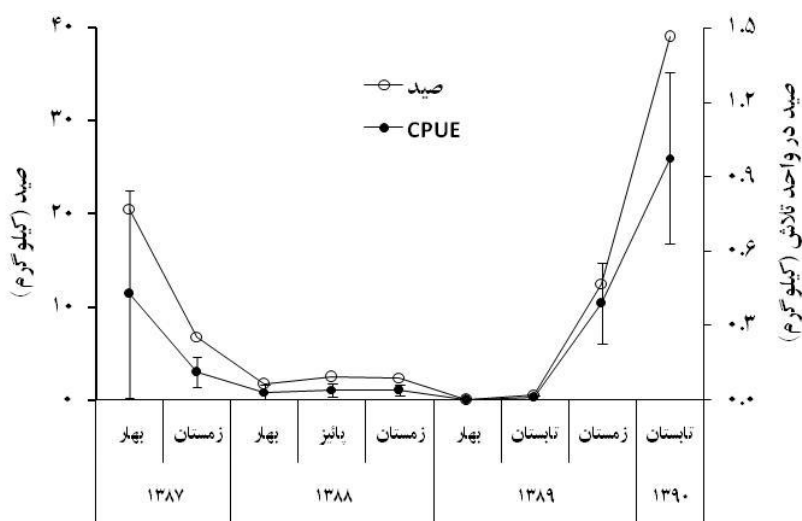 ۴۰
۳۰
۲۰
۱۰
۰
صید (کیلوگرم)
صید
CPUE
۱.۵
۱.۲
۰.۹
۰.۶
۰.۳
۰.۰
صید در واحد تلاش (کیلوگرم)
بهار زمستان بهار پائیز زمستان بهار تابستان زمستان تابستان
۱۳۸۷ ۱۳۸۸ ۱۳۸۹ ۱۳۹۰